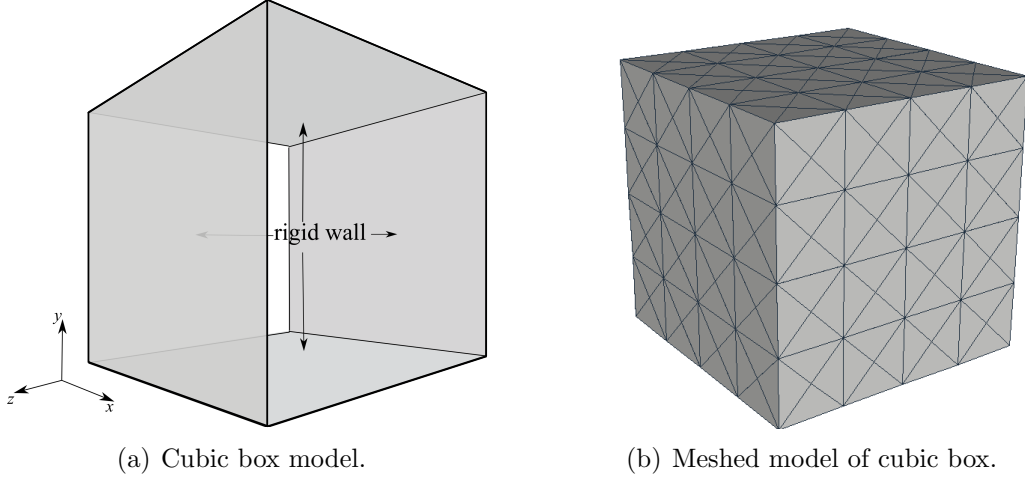 rigid wall
y
z
x
(a) Cubic box model.
(b) Meshed model of cubic box.